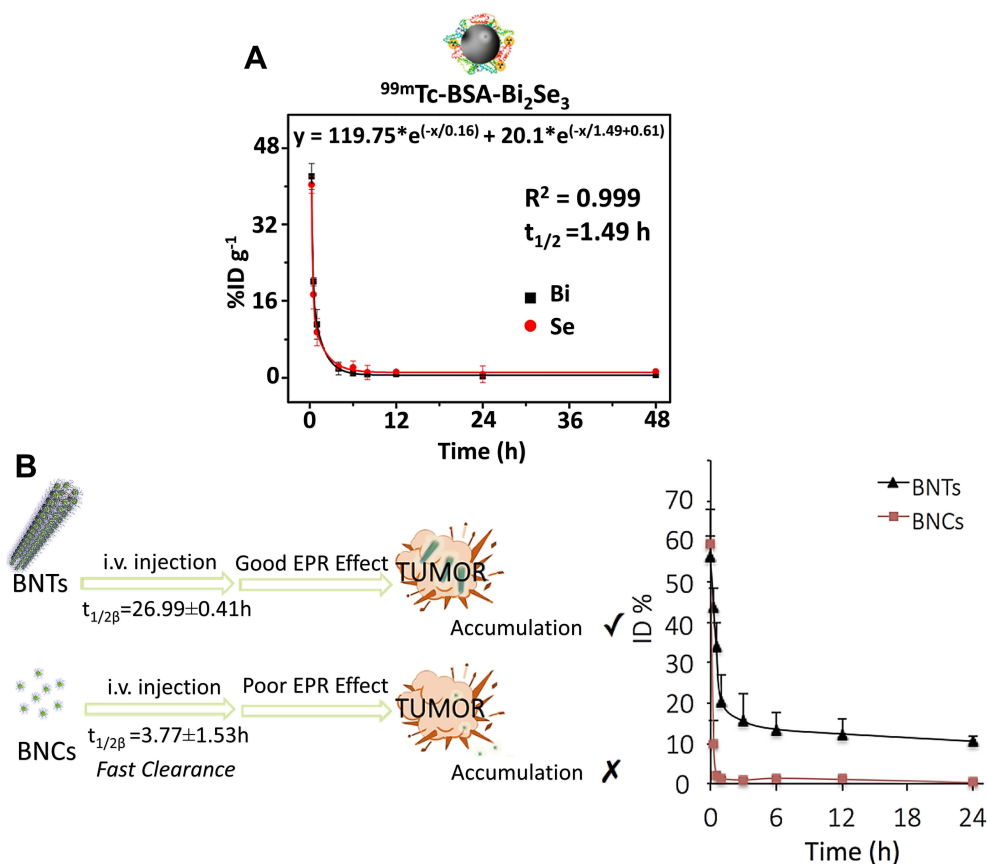 A
⁹⁹ᵐTc-BSA-Bi₂Se₃
y = 119.75*e^(-x/0.16) + 20.1*e^(-x/1.49+0.61)
R² = 0.999
t₁/₂ =1.49 h
Bi
Se
%ID g⁻¹
48
32
16
0
0 12 24 36 48
Time (h)
B
BNTs
i.v. injection
t₁/₂β=26.99±0.41h
Good EPR Effect
TUMOR
Accumulation ✓
BNCs
i.v. injection
t₁/₂β =3.77±1.53h
Fast Clearance
Poor EPR Effect
TUMOR
Accumulation ✗
BNTs
BNCs
ID %
70
60
50
40
30
20
10
0
0 6 12 18 24
Time (h)